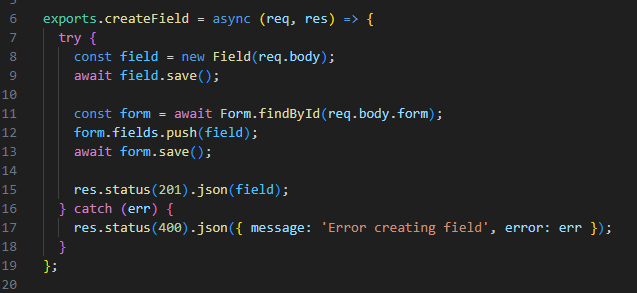 6 exports.createField = async (req, res) => {
7   try {
8     const field = new Field(req.body);
9     await field.save();
10
11     const form = await Form.findById(req.body.form);
12     form.fields.push(field);
13     await form.save();
14
15     res.status(201).json(field);
16   } catch (err) {
17     res.status(400).json({ message: 'Error creating field', error: err });
18   }
19 };
20